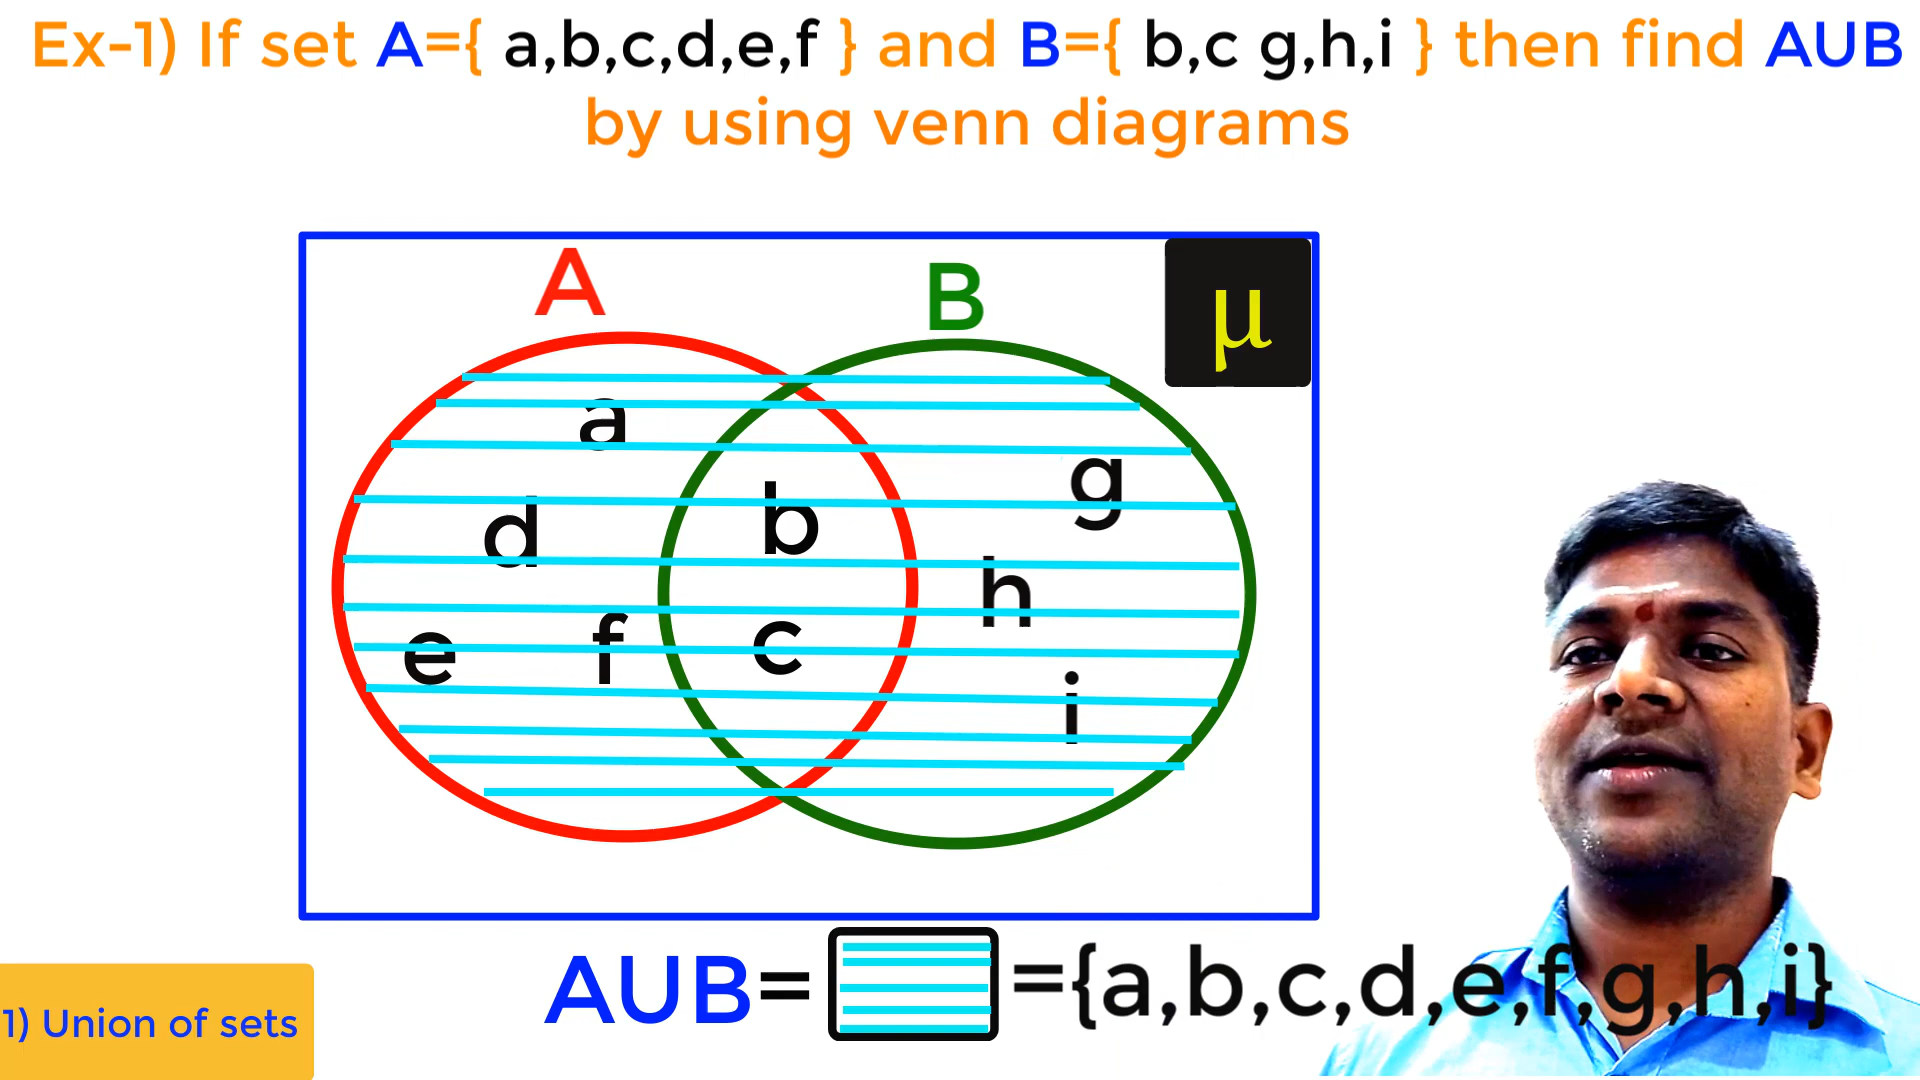 Ex-1) If set A={ a,b,c,d,e,f } and B={ b,c g,h,i } then find AUB
by using venn diagrams
A
B
μ
a
g
b
d
h
c
e f
i
AUB= ={a,b,c,d,e,f,g,h,i}
1) Union of sets